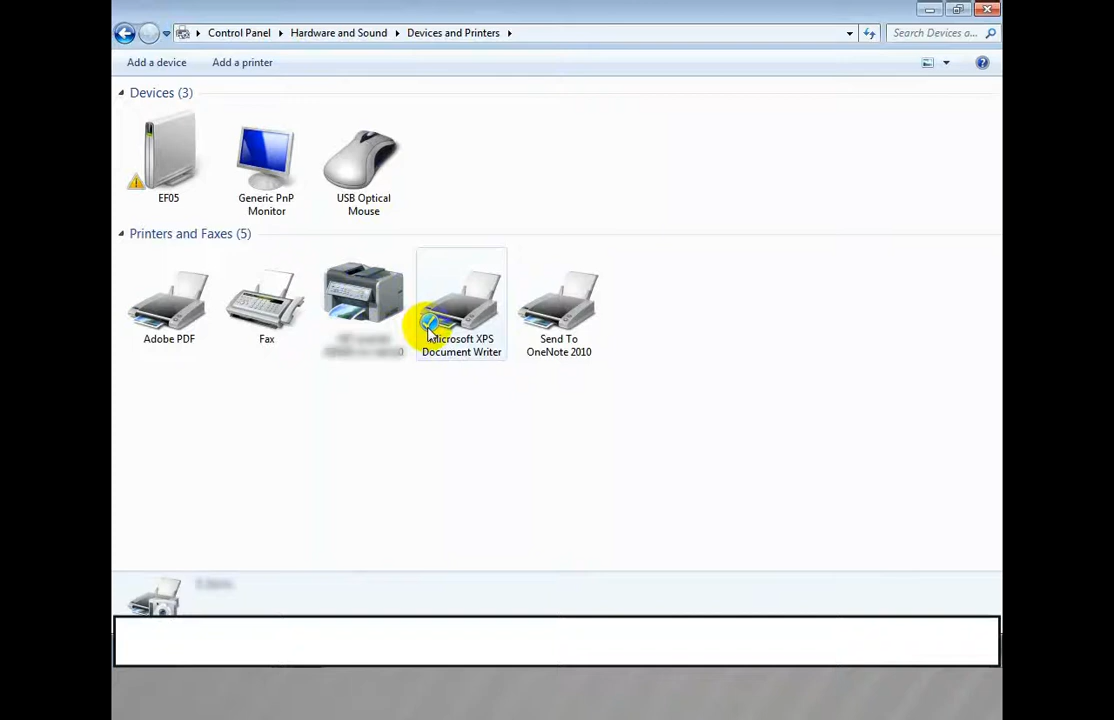 Control Panel
Hardware and Sound
Devices and Printers
Search Devices a...
Add a device
Add a printer
Devices (3)
EF05
Generic PnP
Monitor
USB Optical
Mouse
Printers and Faxes (5)
Adobe PDF
Fax
Microsoft XPS
Document Writer
Send To
OneNote 2010